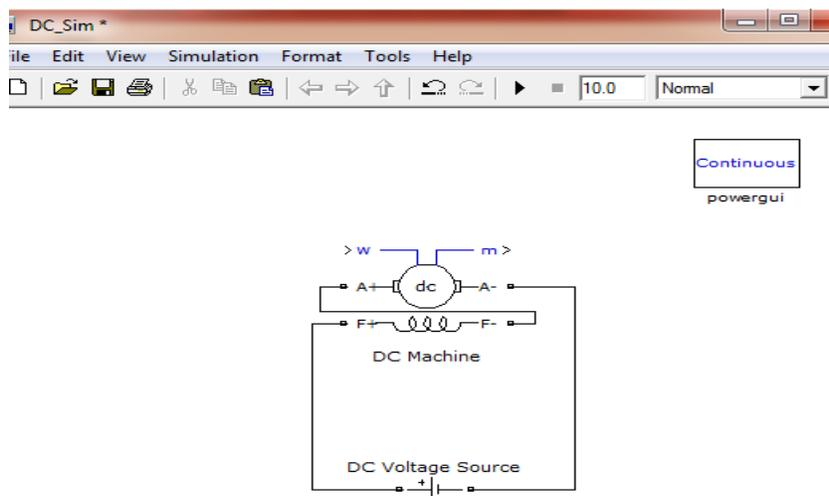 DC_Sim *
ile Edit View Simulation Format Tools Help
10.0 Normal
Continuous
powergui
> w m >
A+ dc A-
F+ F-
DC Machine
DC Voltage Source
+